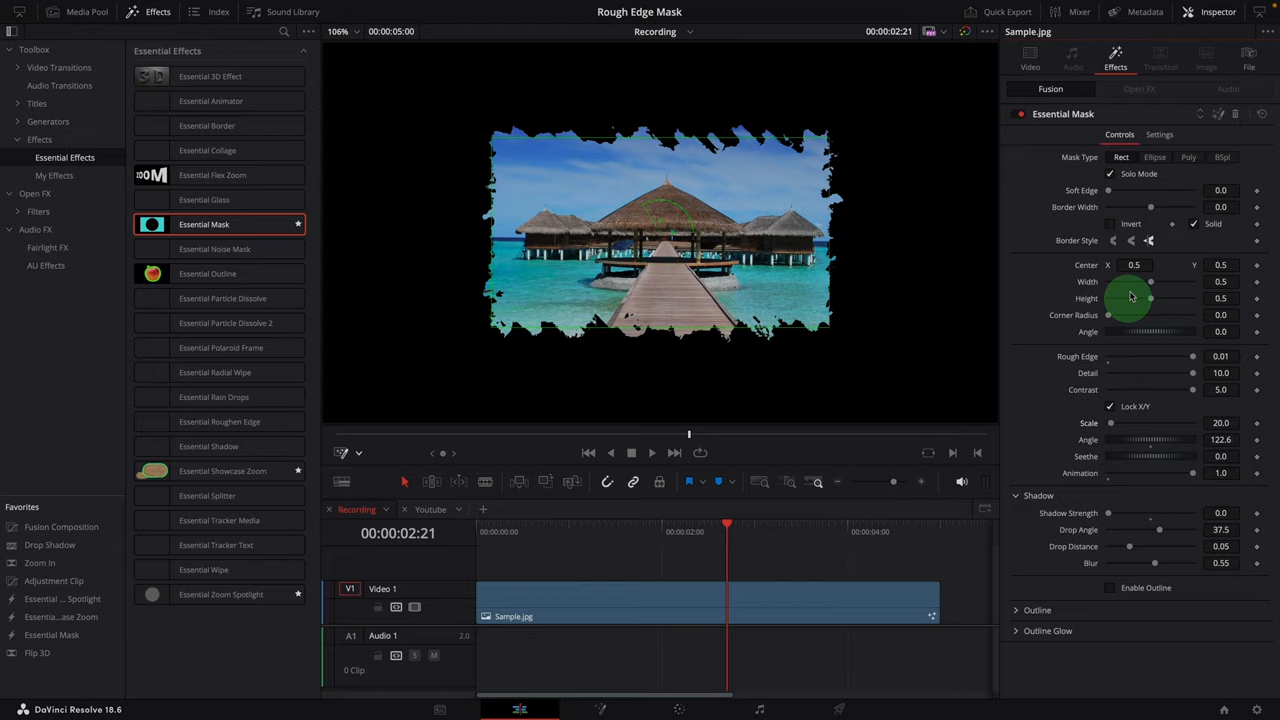 Media Pool Effects Index Sound Library Rough Edge Mask Quick Export Mixer Metadata Inspector
106% 00:00:05:00 Recording 00:00:02:21 Sample.jpg
Toolbox
Video Transitions
Audio Transitions
Titles
Generators
Effects
Essential Effects
My Effects
Open FX
Filters
Audio FX
Fairlight FX
AU Effects
Favorites
Fusion Composition
Drop Shadow
Zoom In
Adjustment Clip
Essential ... Spotlight
Essentia...ase Zoom
Essential Mask
Flip 3D
Essential Effects
3D Essential 3D Effect
Essential Animator
Essential Border
Essential Collage
ZOOM Essential Flex Zoom
Essential Glass
Essential Mask
Essential Noise Mask
Essential Outline
Essential Particle Dissolve
Essential Particle Dissolve 2
Essential Polaroid Frame
Essential Radial Wipe
Essential Rain Drops
Essential Roughen Edge
Essential Shadow
Essential Showcase Zoom
Essential Splitter
Essential Tracker Media
Essential Tracker Text
Essential Wipe
Essential Zoom Spotlight
Recording Youtube
00:00:02:21 00:00:00:00 00:00:02:00 00:00:04:00
V1 Video 1
Sample.jpg
A1 Audio 1 2.0
S M
0 Clip
Video Audio Effects Transition Image File
Fusion Open FX Audio
Essential Mask
Controls Settings
Mask Type Rect Ellipse Poly BSpl
Solo Mode
Soft Edge 0.0
Border Width 0.0
Invert Solid
Border Style
Center X 0.5 Y 0.5
Width 0.5
Height 0.5
Corner Radius 0.0
Angle 0.0
Rough Edge 0.01
Detail 10.0
Contrast 5.0
Lock X/Y
Scale 20.0
Angle 122.6
Seethe 0.0
Animation 1.0
Shadow
Shadow Strength 0.0
Drop Angle 37.5
Drop Distance 0.05
Blur 0.55
Enable Outline
Outline
Outline Glow
DaVinci Resolve 18.6